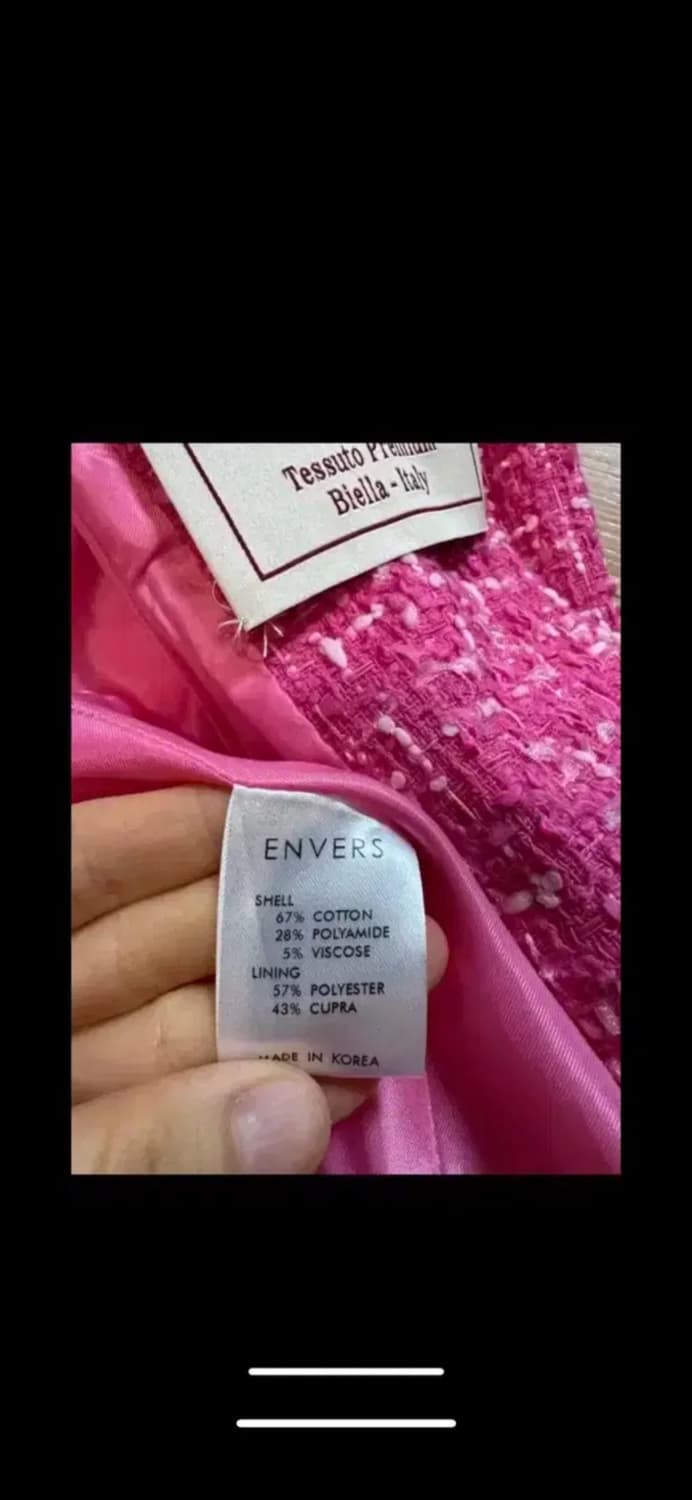 Tessuto Premium
Biella - Italy
ENVERS
SHELL
67% COTTON
28% POLYAMIDE
5% VISCOSE
LINING
57% POLYESTER
43% CUPRA
MADE IN KOREA